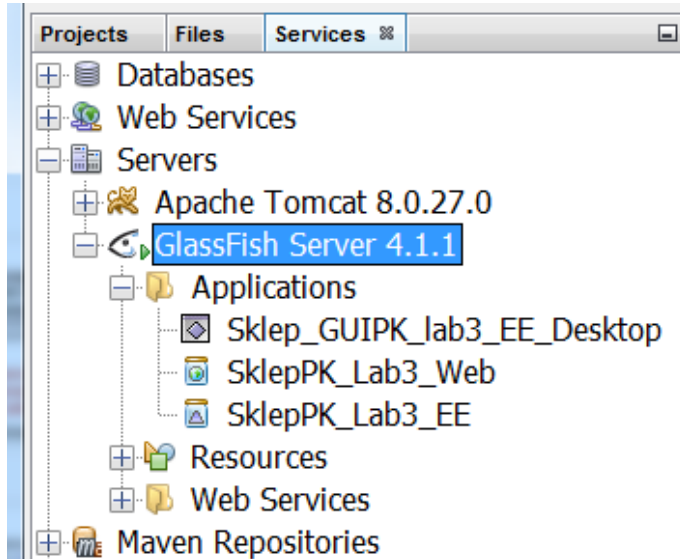 Projects Files Services
Databases
Web Services
Servers
Apache Tomcat 8.0.27.0
GlassFish Server 4.1.1
Applications
Sklep_GUIPK_lab3_EE_Desktop
SklepPK_Lab3_Web
SklepPK_Lab3_EE
Resources
Web Services
Maven Repositories